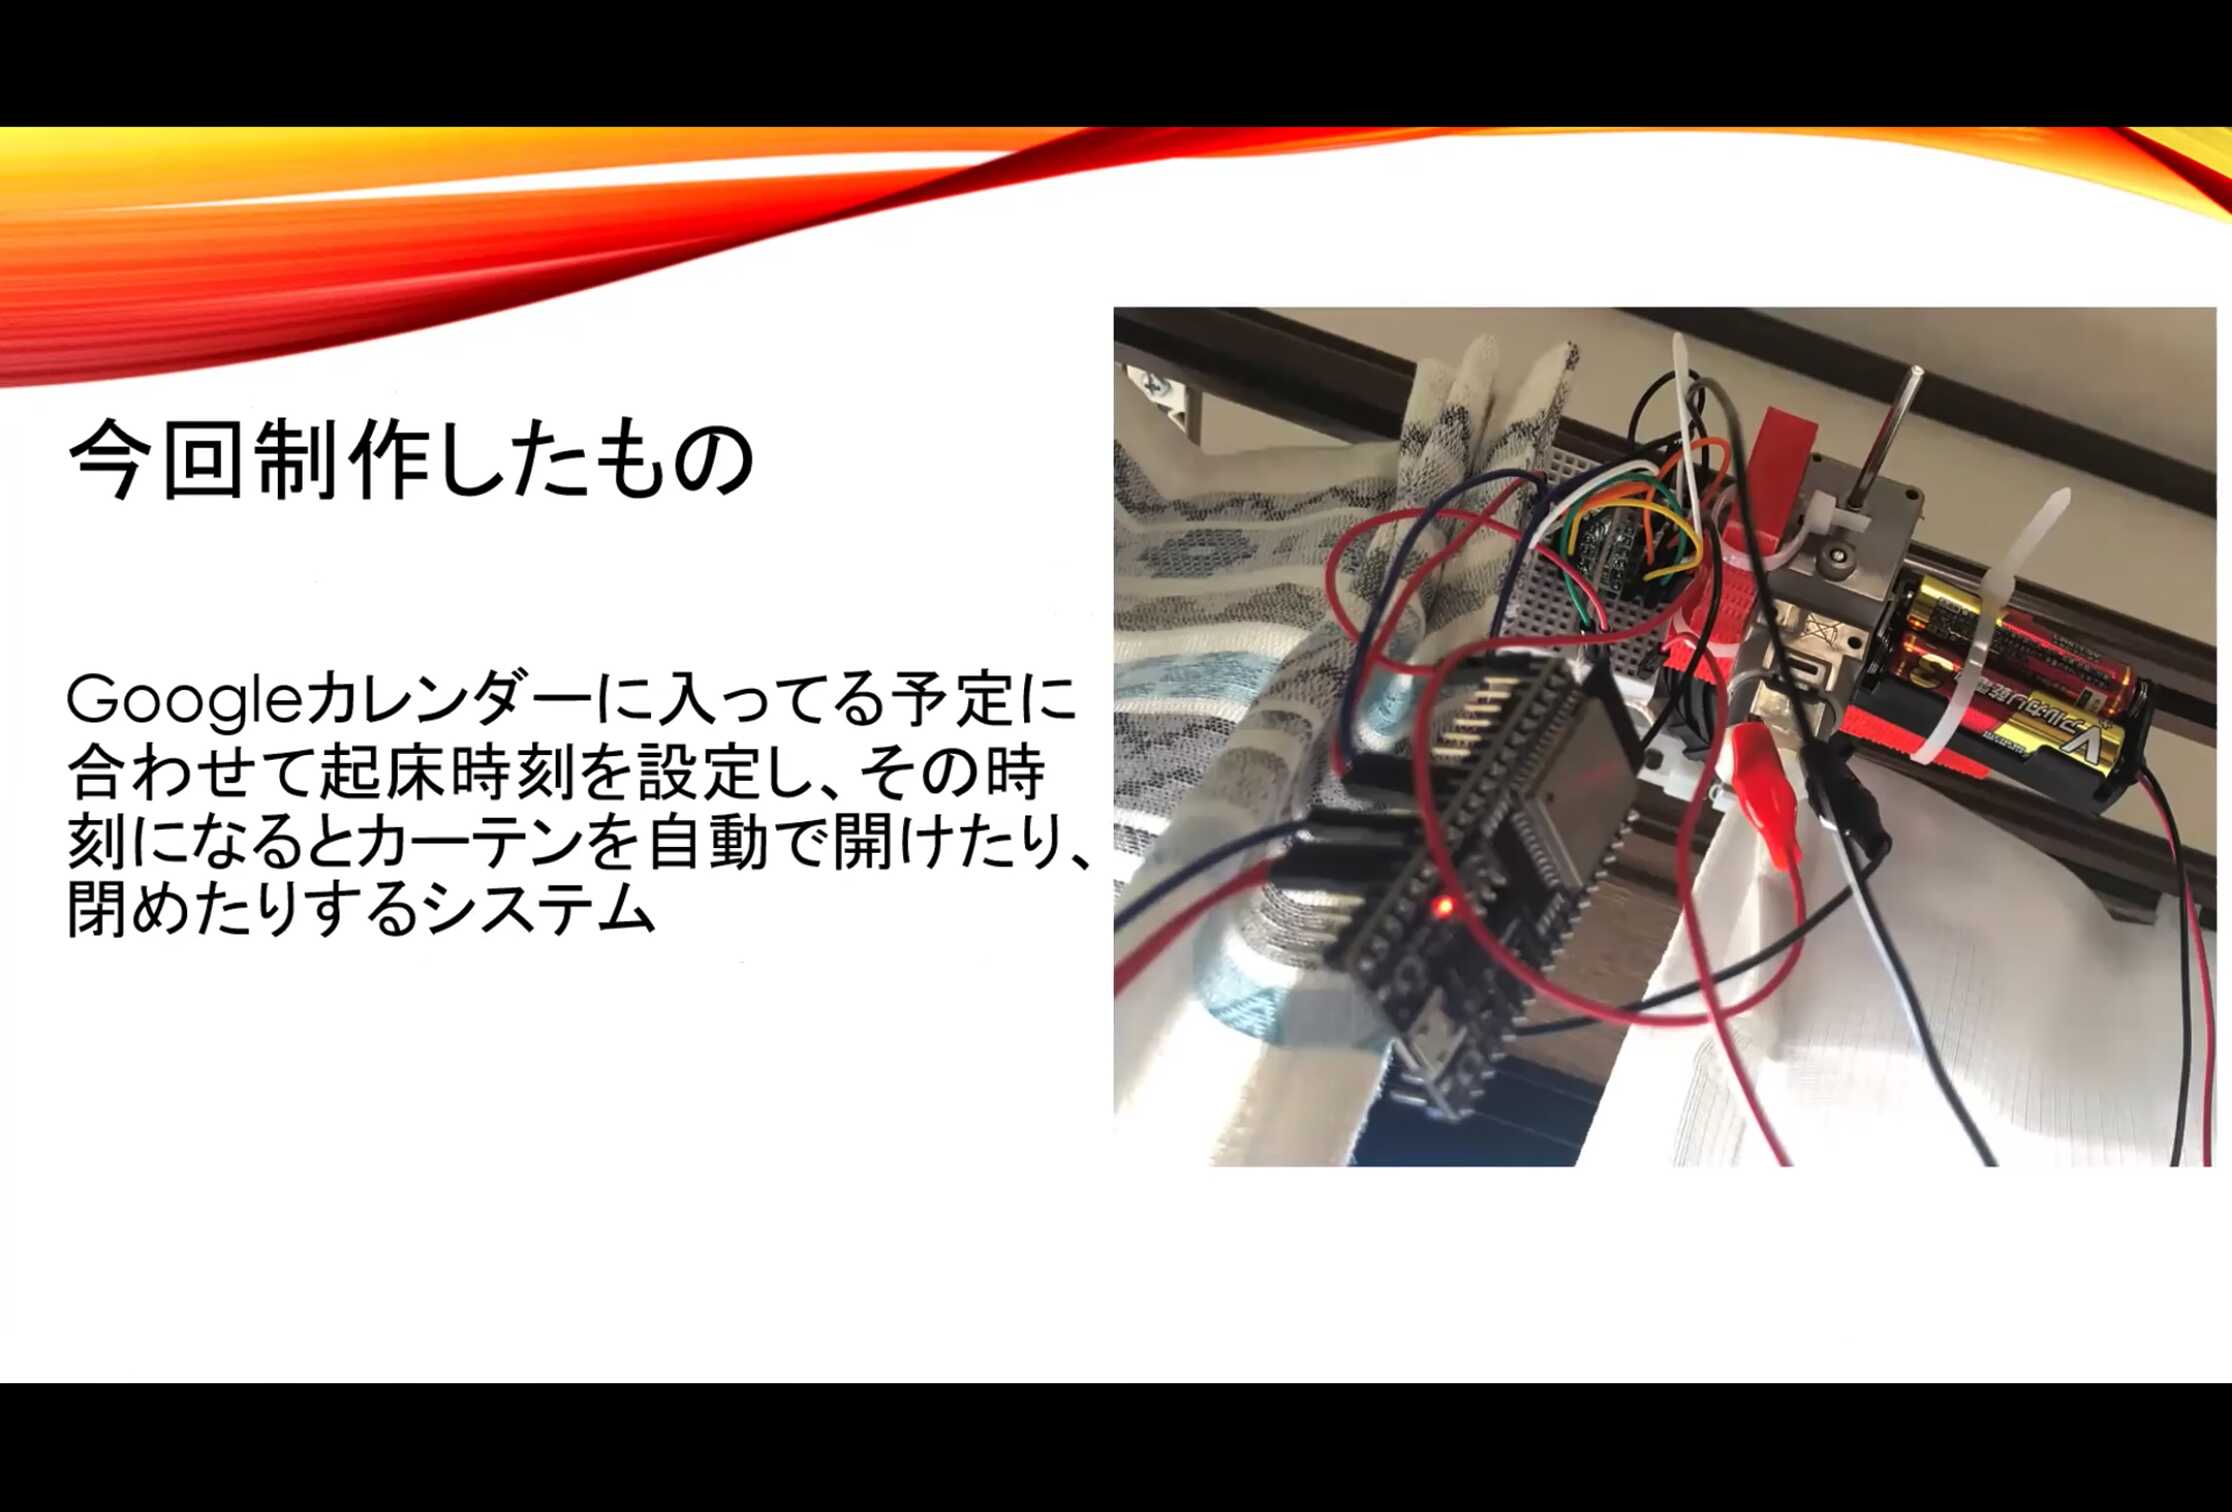 今回制作したもの
Googleカレンダーに入ってる予定に
合わせて起床時刻を設定し、その時
刻になるとカーテンを自動で開けたり、
閉めたりするシステム